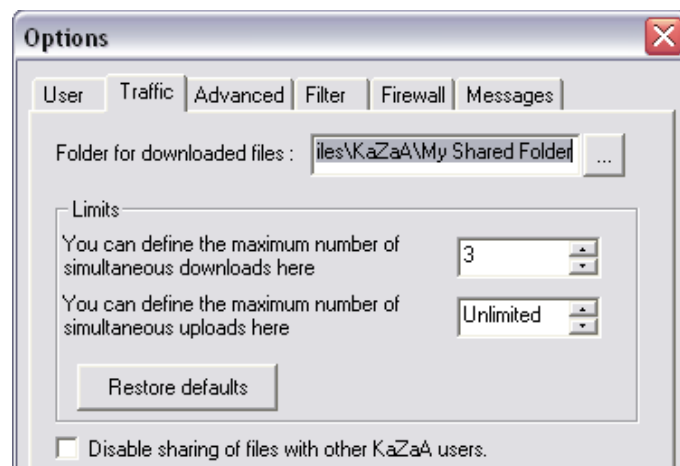 Options
User Traffic Advanced Filter Firewall Messages
Folder for downloaded files : iles\KaZaA\My Shared Folder ...
Limits
You can define the maximum number of
simultaneous downloads here
3
You can define the maximum number of
simultaneous uploads here
Unlimited
Restore defaults
Disable sharing of files with other KaZaA users.